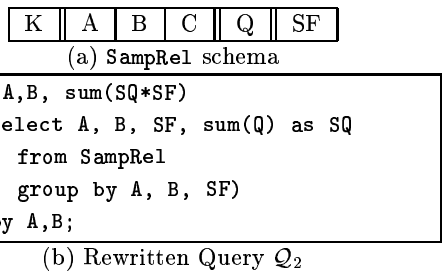 K A B C Q SF
(a) SampRel schema
A,B, sum(SQ*SF)
elect A, B, SF, sum(Q) as SQ
from SampRel
group by A, B, SF)
y A,B;
(b) Rewritten Query Q2